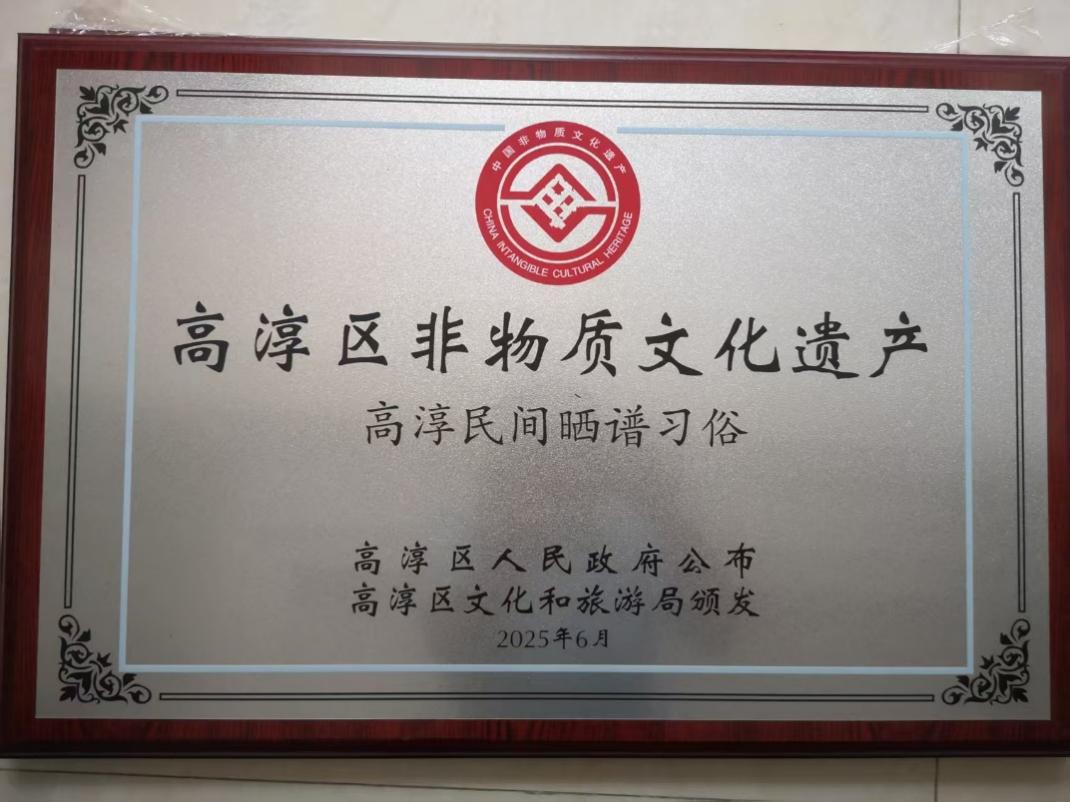 中国非物质文化遗产
CHINA INTANGIBLE CULTURAL HERITAGE
高淳区非物质文化遗产
高淳民间晒谱习俗
高淳区人民政府公布
高淳区文化和旅游局颁发
2025年6月